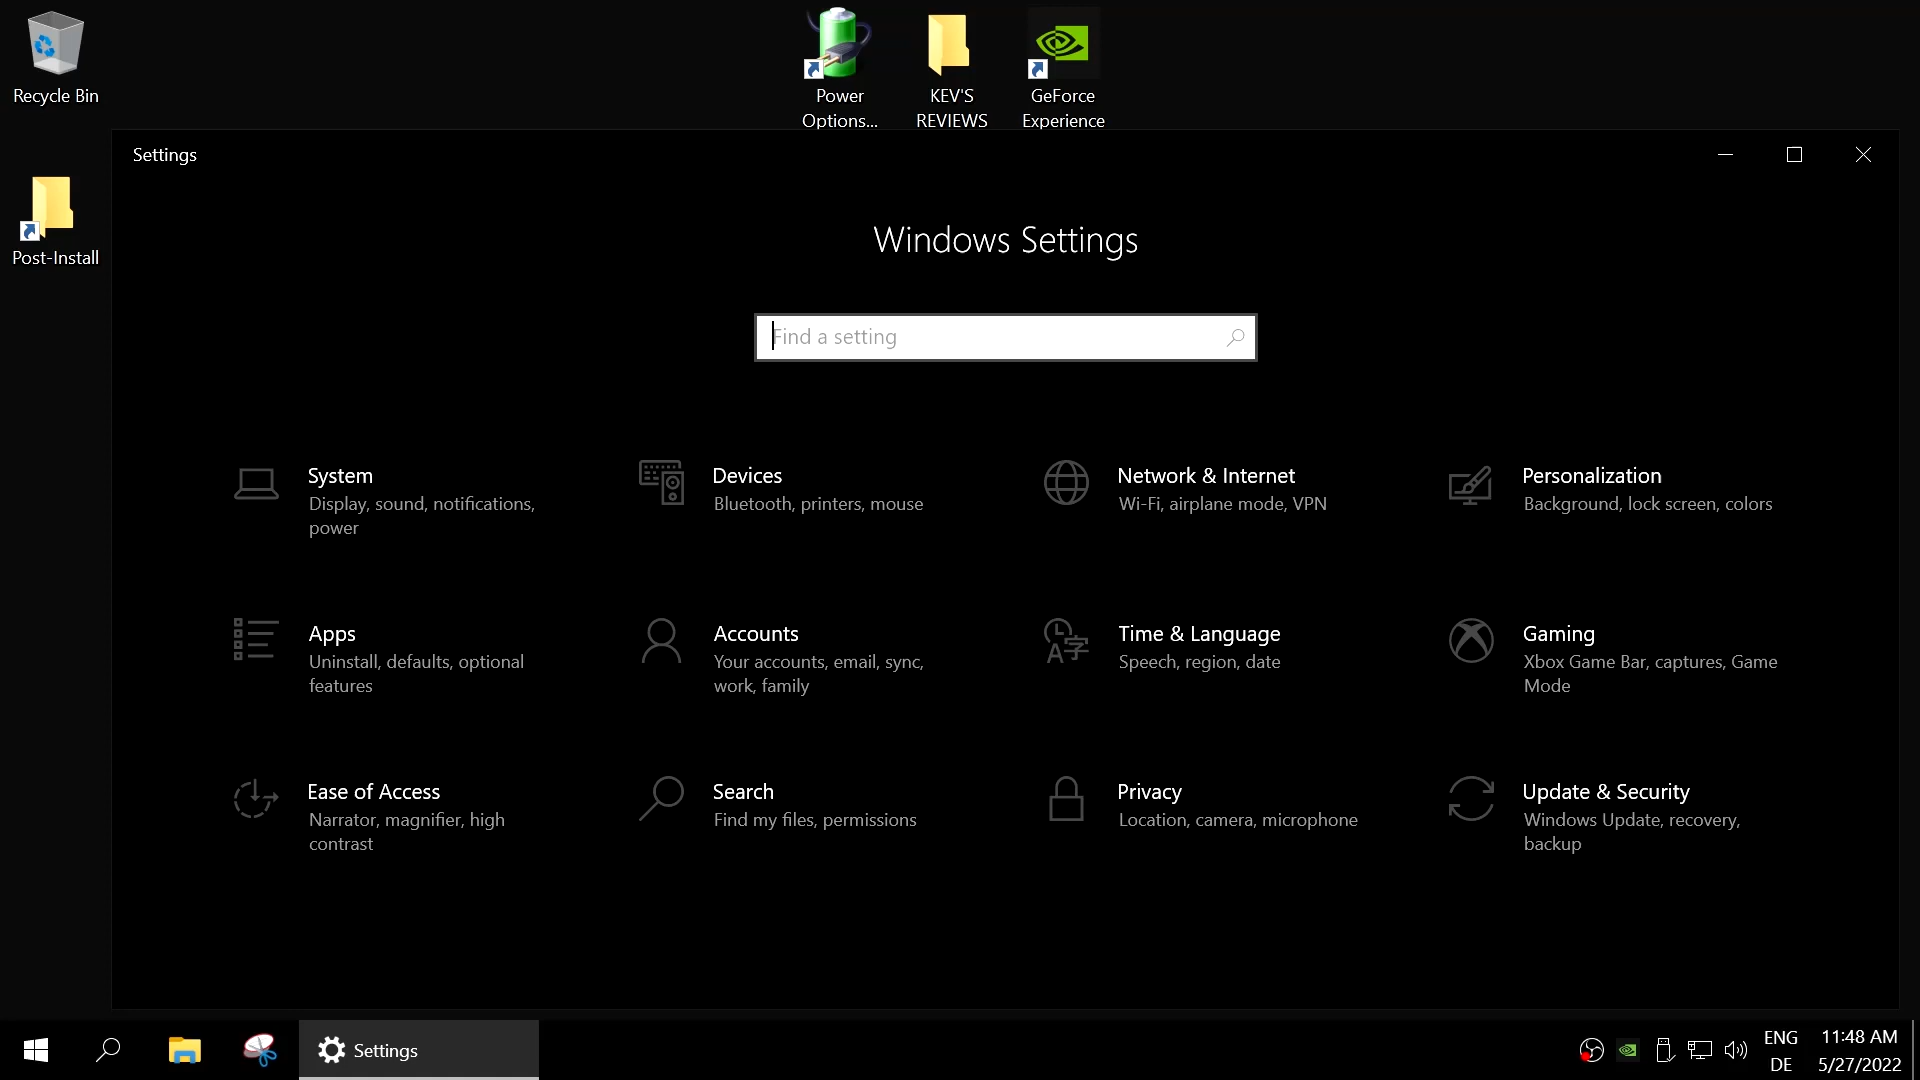 Recycle Bin
Power
Options...
KEV'S
REVIEWS
GeForce
Experience
Post-Install
Settings
Windows Settings
Find a setting
System
Display, sound, notifications,
power
Devices
Bluetooth, printers, mouse
Network & Internet
Wi-Fi, airplane mode, VPN
Personalization
Background, lock screen, colors
Apps
Uninstall, defaults, optional
features
Accounts
Your accounts, email, sync,
work, family
Time & Language
Speech, region, date
Gaming
Xbox Game Bar, captures, Game
Mode
Ease of Access
Narrator, magnifier, high
contrast
Search
Find my files, permissions
Privacy
Location, camera, microphone
Update & Security
Windows Update, recovery,
backup
Settings
ENG
DE
11:48 AM
5/27/2022